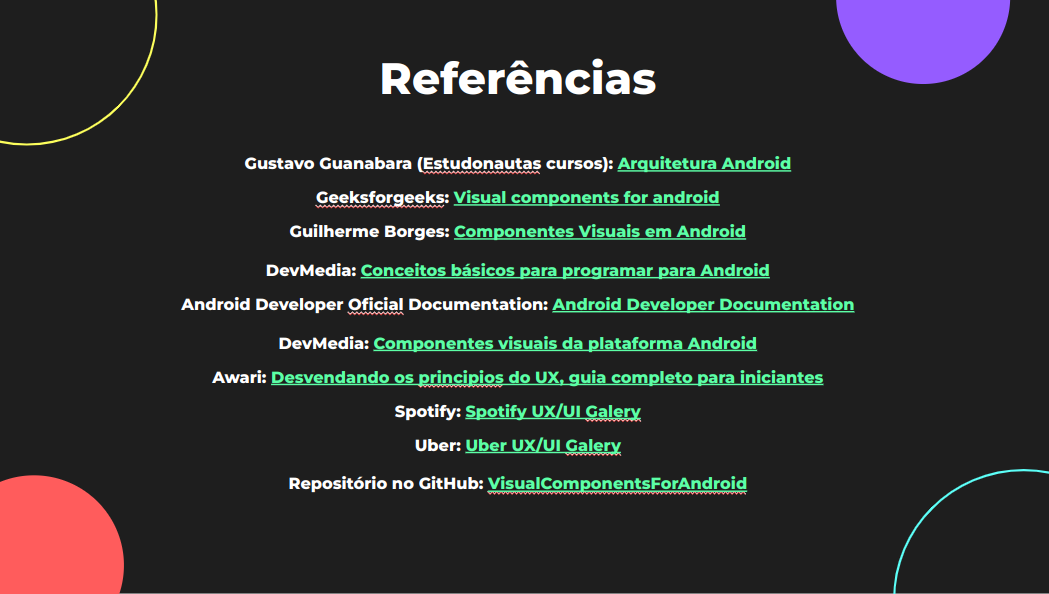 Referências
Gustavo Guanabara (Estudonautas cursos): Arquitetura Android
Geeksforgeeks: Visual components for android
Guilherme Borges: Componentes Visuais em Android
DevMedia: Conceitos básicos para programar para Android
Android Developer Oficial Documentation: Android Developer Documentation
DevMedia: Componentes visuais da plataforma Android
Awari: Desvendando os principios do UX, guia completo para iniciantes
Spotify: Spotify UX/UI Galery
Uber: Uber UX/UI Galery
Repositório no GitHub: VisualComponentsForAndroid